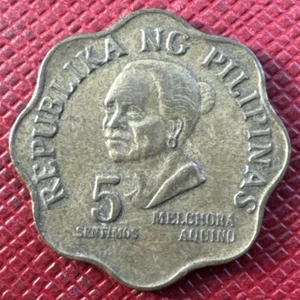 REPUBLIKA NG PILIPINAS
5
SENTIMOS
MELCHORA
AQUINO